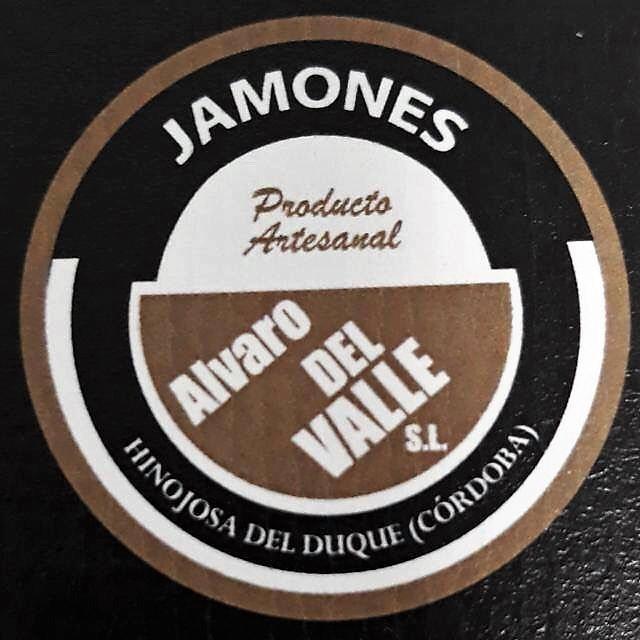 JAMONES
Producto
Artesanal
Alvaro
DEL
VALLE
S.L.
HINOJOSA DEL DUQUE (CÓRDOBA)